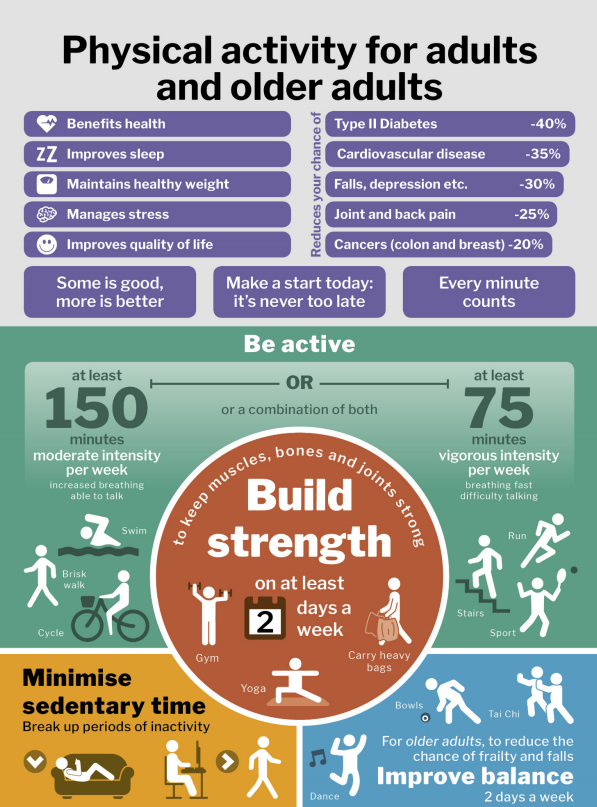 Physical activity for adults
and older adults
Benefits health
Improves sleep
Maintains healthy weight
Manages stress
Improves quality of life
Reduces your chance of
Type II Diabetes -40%
Cardiovascular disease -35%
Falls, depression etc. -30%
Joint and back pain -25%
Cancers (colon and breast) -20%
Some is good,
more is better
Make a start today:
it's never too late
Every minute
counts
Be active
at least
150
minutes
moderate intensity
per week
increased breathing
able to talk
OR
or a combination of both
at least
75
minutes
vigorous intensity
per week
breathing fast
difficulty talking
Swim
Brisk
walk
Cycle
to keep muscles, bones and joints strong
Build
strength
on at least
2
days a
week
Gym
Yoga
Carry heavy
bags
Run
Stairs
Sport
Minimise
sedentary time
Break up periods of inactivity
Bowls
Tai Chi
Dance
For older adults, to reduce the
chance of frailty and falls
Improve balance
2 days a week